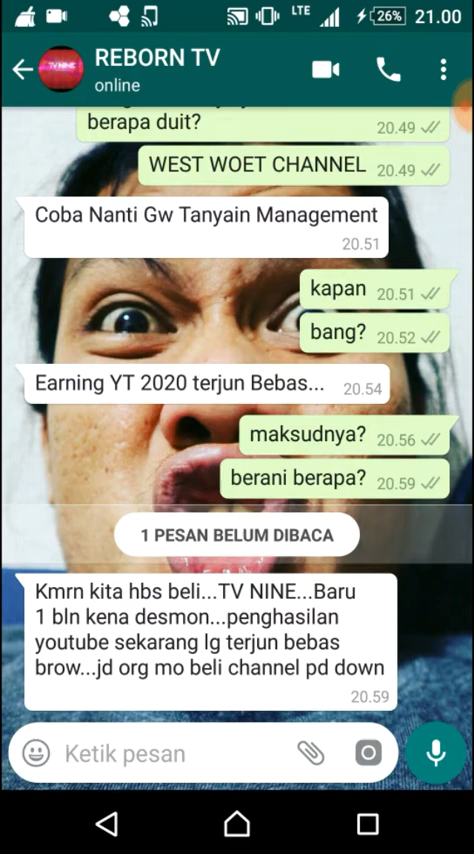 LTE 26% 21.00
TV NINE
REBORN TV
online
berapa duit? 20.49
WEST WOET CHANNEL 20.49
Coba Nanti Gw Tanyain Management
20.51
kapan 20.51
bang? 20.52
Earning YT 2020 terjun Bebas... 20.54
maksudnya? 20.56
berani berapa? 20.59
1 PESAN BELUM DIBACA
Kmrn kita hbs beli...TV NINE...Baru
1 bln kena desmon...penghasilan
youtube sekarang lg terjun bebas
brow...jd org mo beli channel pd down
20.59
Ketik pesan